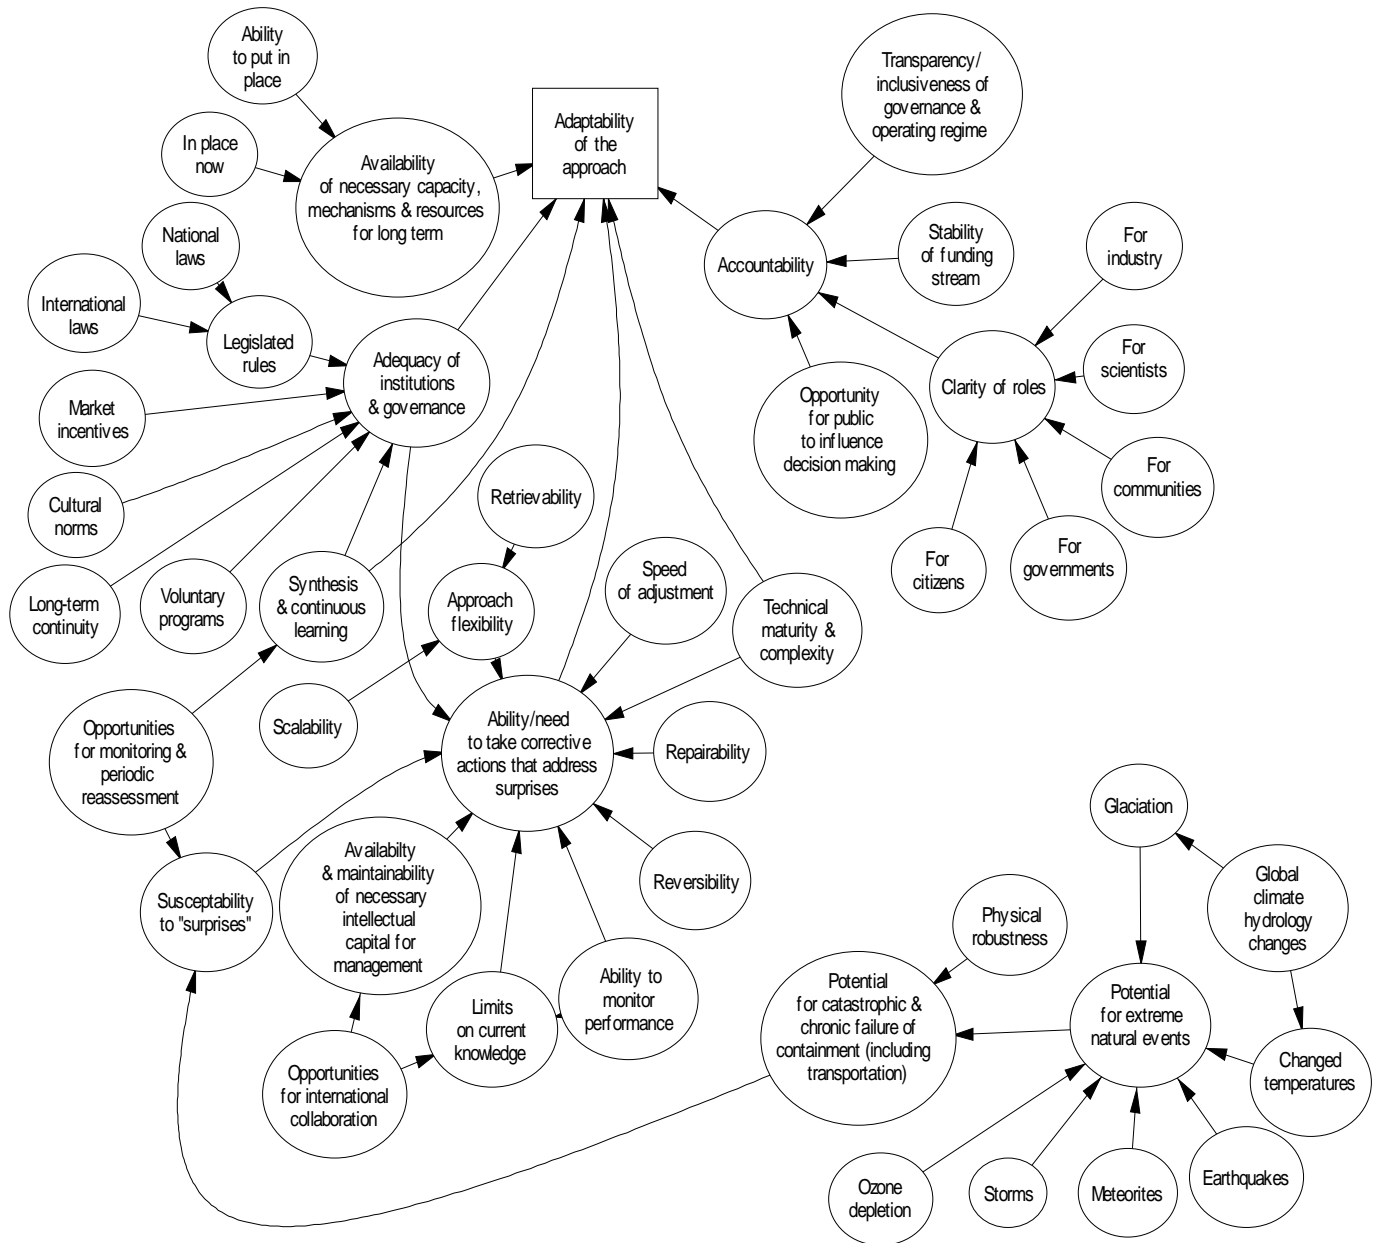 Ability
to put in
place
Transparency/
inclusiveness of
governance &
operating regime
Adaptability
of the
approach
In place
now
Availability
of necessary capacity,
mechanisms & resources
for long term
National
laws
Stability
of funding
stream
For
industry
Accountability
International
laws
Legislated
rules
Adequacy of
institutions
& governance
For
scientists
Clarity of roles
Market
incentives
Opportunity
for public
to influence
decision making
For
communities
Retrievability
Cultural
norms
For
citizens
For
governments
Long-term
continuity
Voluntary
programs
Synthesis
& continuous
learning
Approach
flexibility
Speed
of adjustment
Technical
maturity &
complexity
Scalability
Opportunities
for monitoring &
periodic
reassessment
Ability/need
to take corrective
actions that address
surprises
Repairability
Glaciation
Availabilty
& maintainability
of necessary
intellectual
capital for
management
Reversibility
Susceptability
to "surprises"
Physical
robustness
Global
climate
hydrology
changes
Limits
on current
knowledge
Ability to
monitor
performance
Potential
for catastrophic &
chronic failure of
containment (including
transportation)
Potential
for extreme
natural events
Opportunities
for international
collaboration
Changed
temperatures
Ozone
depletion
Storms
Meteorites
Earthquakes